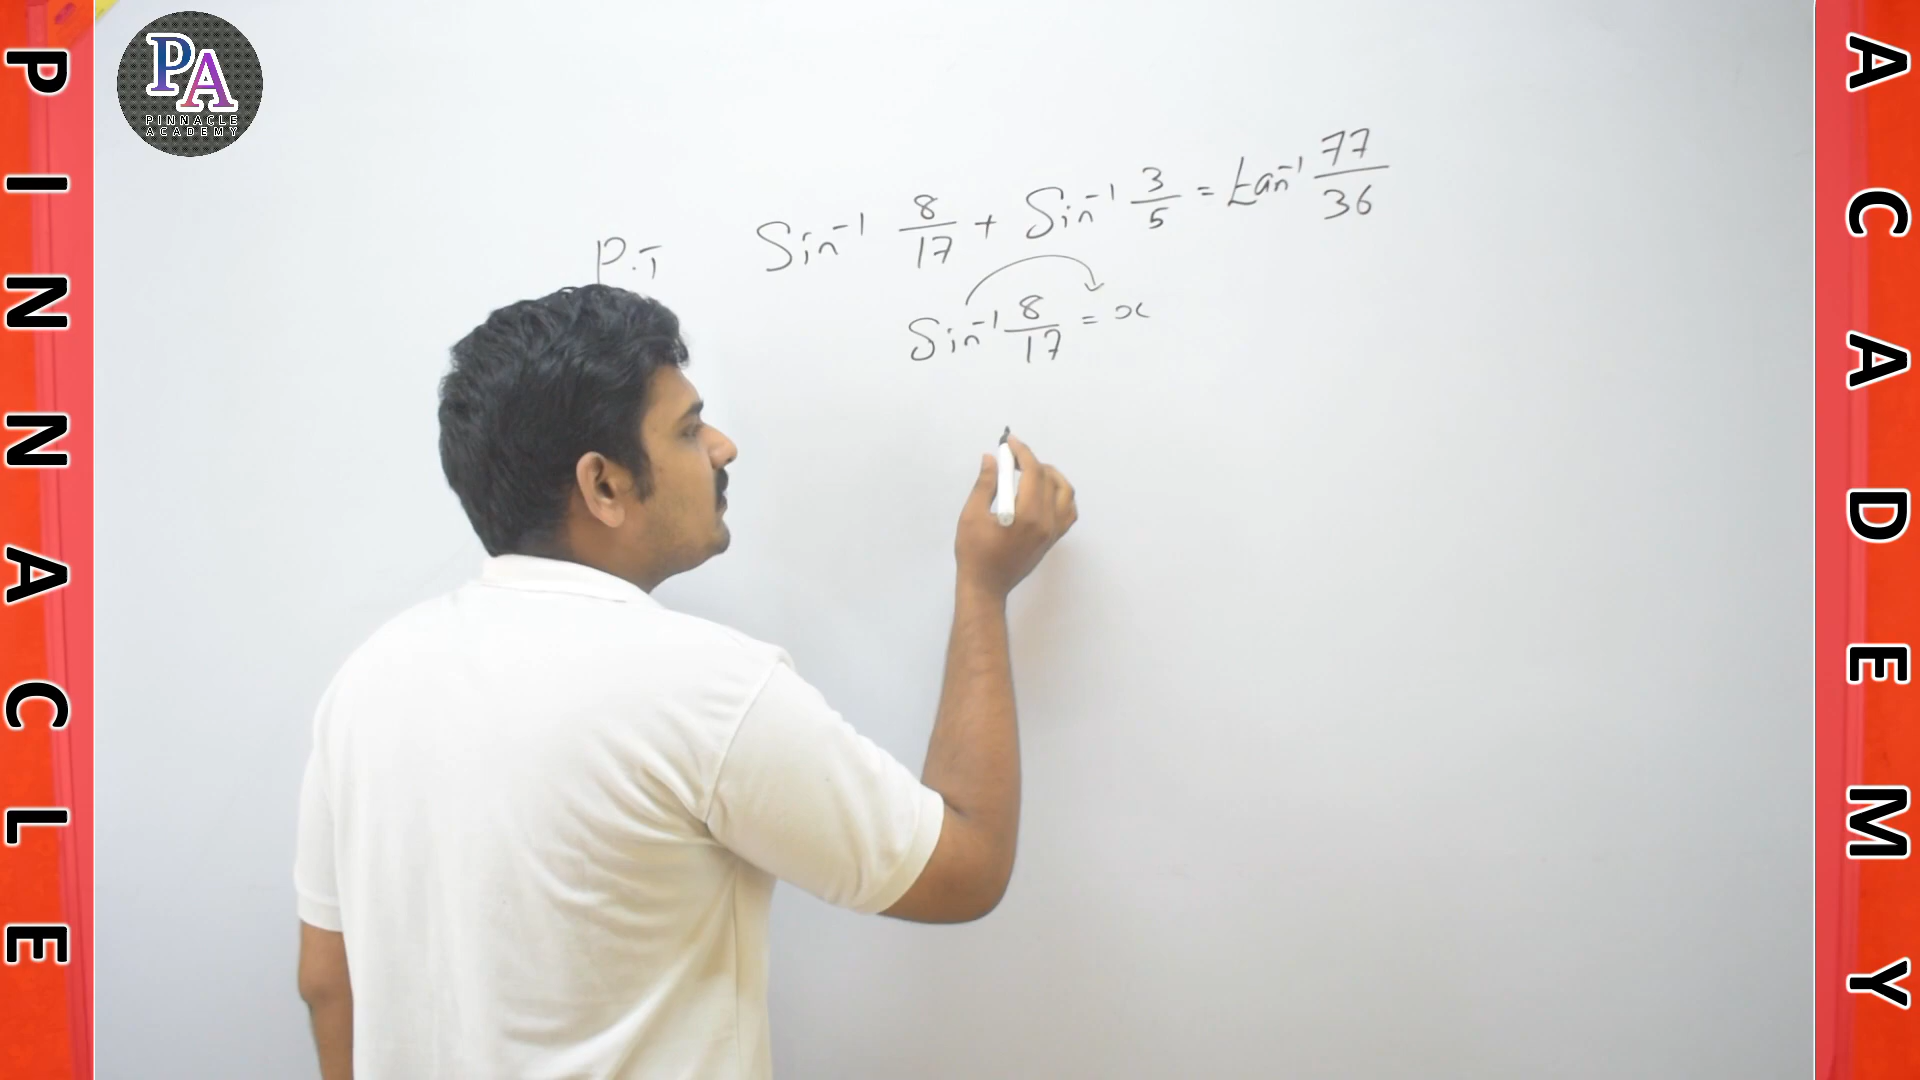 PINNACLE
PA
PINNACLE
ACADEMY
P.T Sin⁻¹ 8/17 + Sin⁻¹ 3/5 = tan⁻¹ 77/36
Sin⁻¹ 8/17 = x
ACADEMY